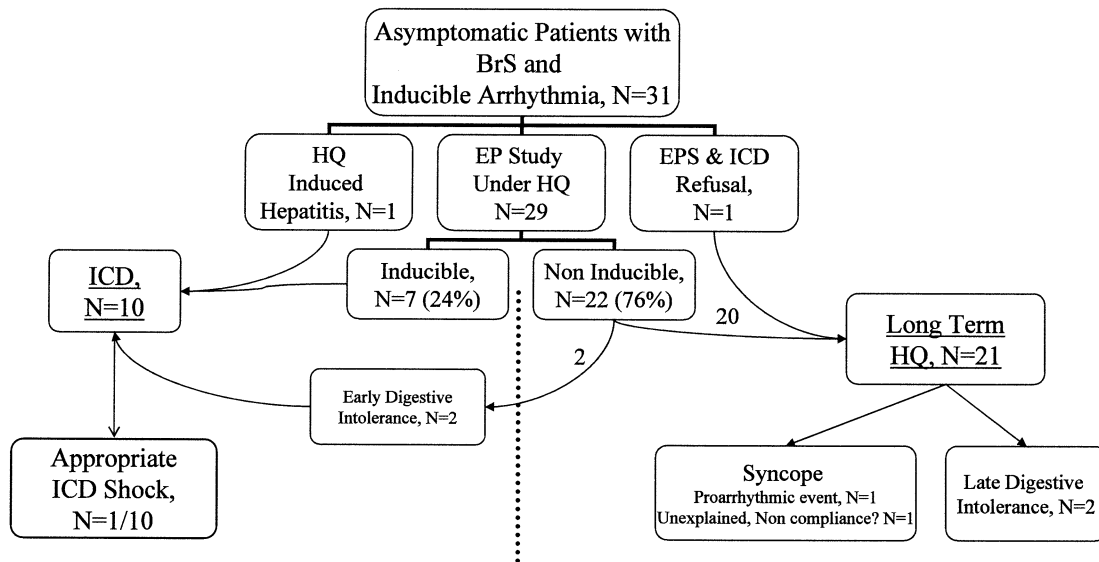 Asymptomatic Patients with
BrS and
Inducible Arrhythmia, N=31
HQ
Induced
Hepatitis, N=1
EP Study
Under HQ
N=29
EPS & ICD
Refusal,
N=1
ICD,
N=10
Inducible,
N=7 (24%)
Non Inducible,
N=22 (76%)
20
Long Term
HQ, N=21
2
Early Digestive
Intolerance, N=2
Appropriate
ICD Shock,
N=1/10
Syncope
Proarrhythmic event, N=1
Unexplained, Non compliance? N=1
Late Digestive
Intolerance, N=2